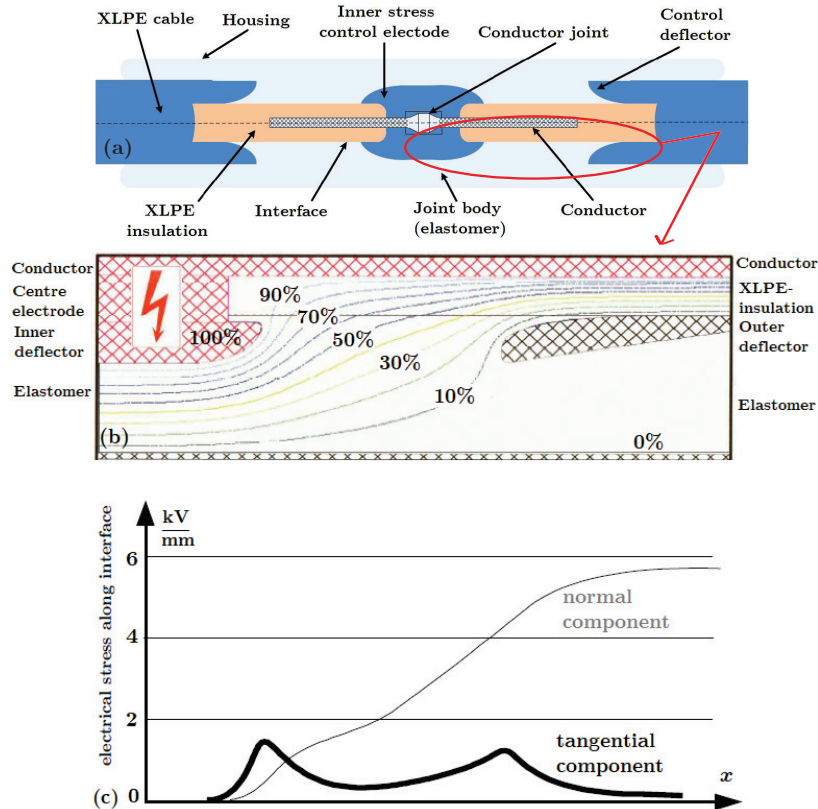 XLPE cable
Housing
Inner stress
control electode
Conductor joint
Control
deflector
(a)
XLPE
insulation
Interface
Joint body
(elastomer)
Conductor
Conductor
Centre
electrode
Inner
deflector
Elastomer
90%
70%
100%
50%
30%
10%
0%
(b)
Conductor
XLPE-
insulation
Outer
deflector
Elastomer
electrical stress along interface
kV
mm
6
4
2
0
normal
component
tangential
component
x
(c)